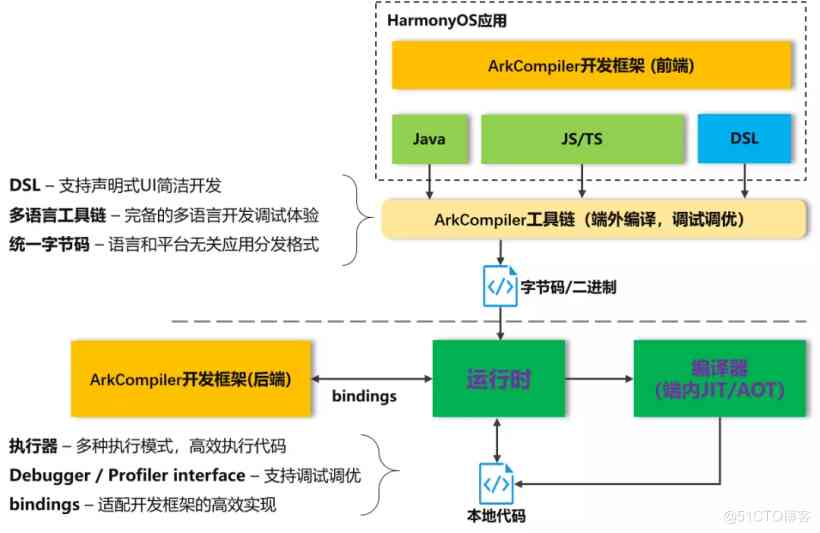 HarmonyOS应用
ArkCompiler开发框架 (前端)
Java
JS/TS
DSL
DSL – 支持声明式UI简洁开发
多语言工具链 – 完备的多语言开发调试体验
统一字节码 – 语言和平台无关应用分发格式
ArkCompiler工具链（端外编译，调试调优）
</>
字节码/二进制
ArkCompiler开发框架(后端)
bindings
运行时
编译器
(端内JIT/AOT)
执行器 – 多种执行模式，高效执行代码
Debugger / Profiler interface – 支持调试调优
bindings – 适配开发框架的高效实现
</>
本地代码
@51CTO博客